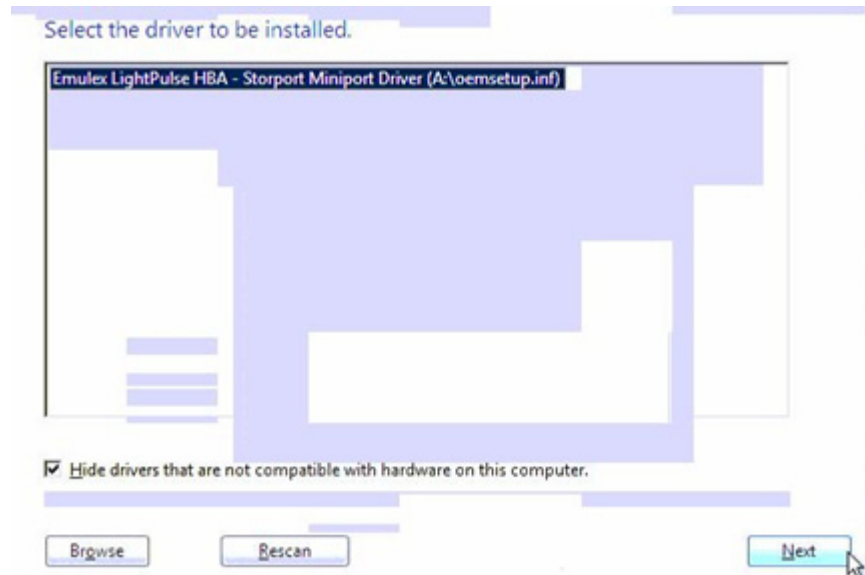 Select the driver to be installed.
Emulex LightPulse HBA - Storport Miniport Driver (A:\oemsetup.inf)
Hide drivers that are not compatible with hardware on this computer.
Browse Rescan Next